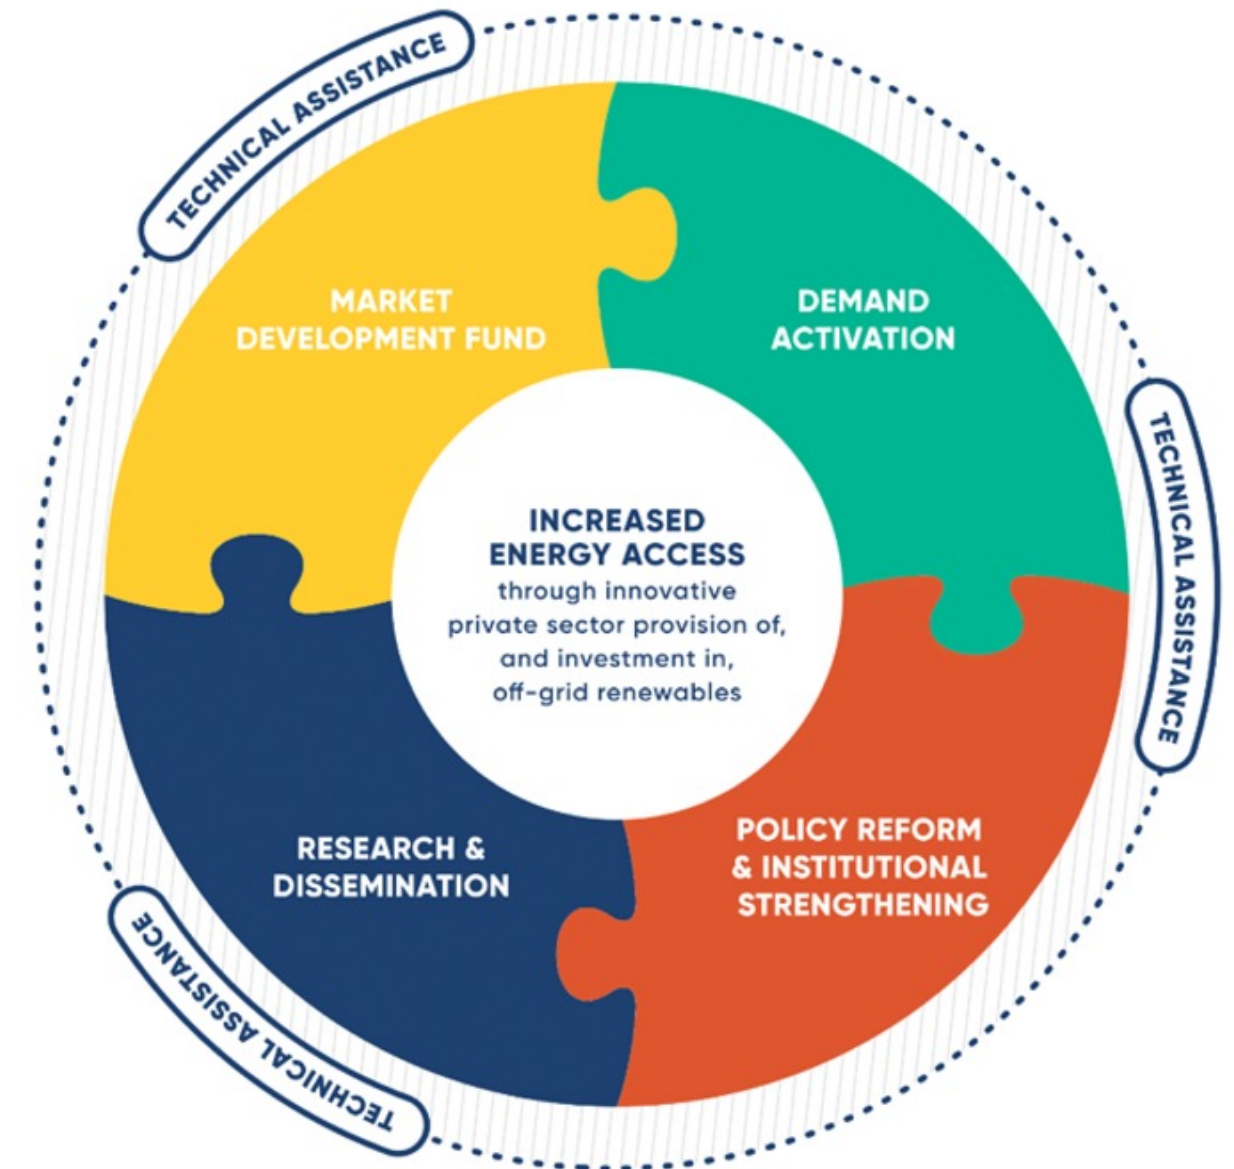 TECHNICAL ASSISTANCE
MARKET
DEVELOPMENT FUND
DEMAND
ACTIVATION
TECHNICAL ASSISTANCE
INCREASED
ENERGY ACCESS
through innovative
private sector provision of,
and investment in,
off-grid renewables
RESEARCH &
DISSEMINATION
POLICY REFORM
& INSTITUTIONAL
STRENGTHENING
TECHNICAL ASSISTANCE